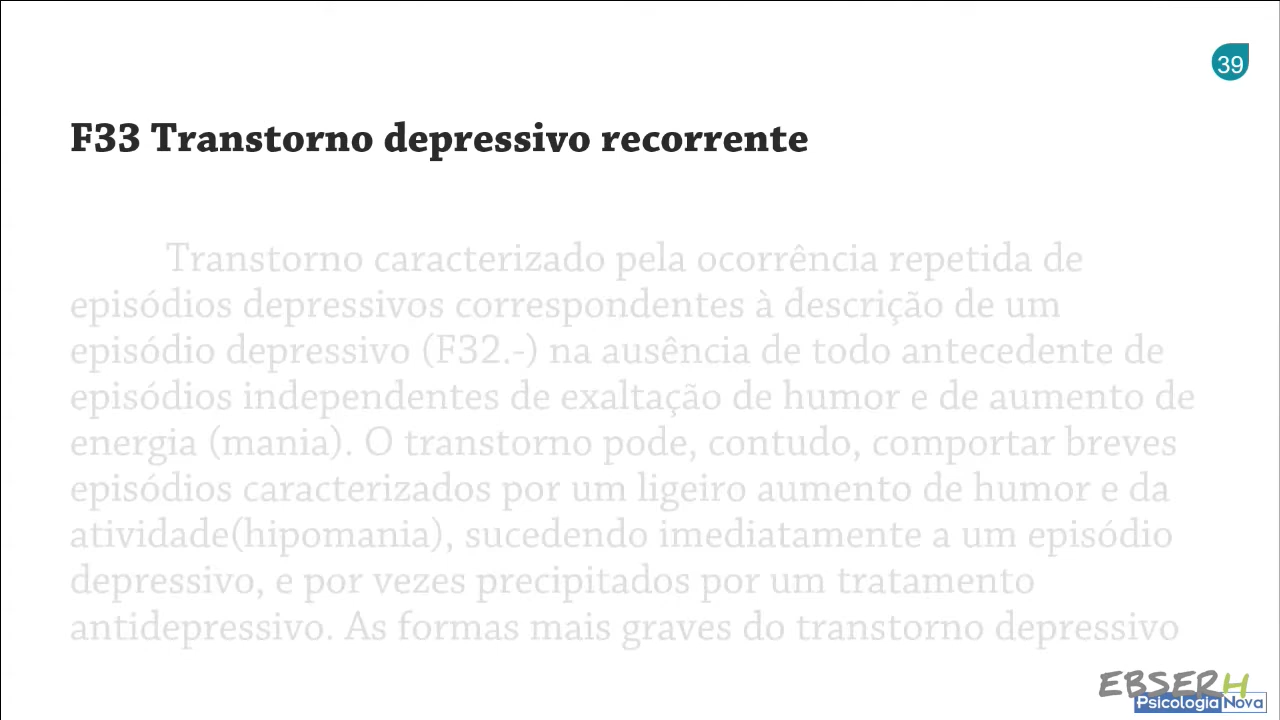 39
F33 Transtorno depressivo recorrente
Transtorno caracterizado pela ocorrência repetida de
episódios depressivos correspondentes à descrição de um
episódio depressivo (F32.-) na ausência de todo antecedente de
episódios independentes de exaltação de humor e de aumento de
energia (mania). O transtorno pode, contudo, comportar breves
episódios caracterizados por um ligeiro aumento de humor e da
atividade(hipomania), sucedendo imediatamente a um episódio
depressivo, e por vezes precipitados por um tratamento
antidepressivo. As formas mais graves do transtorno depressivo
EBSERH
Psicologia Nova